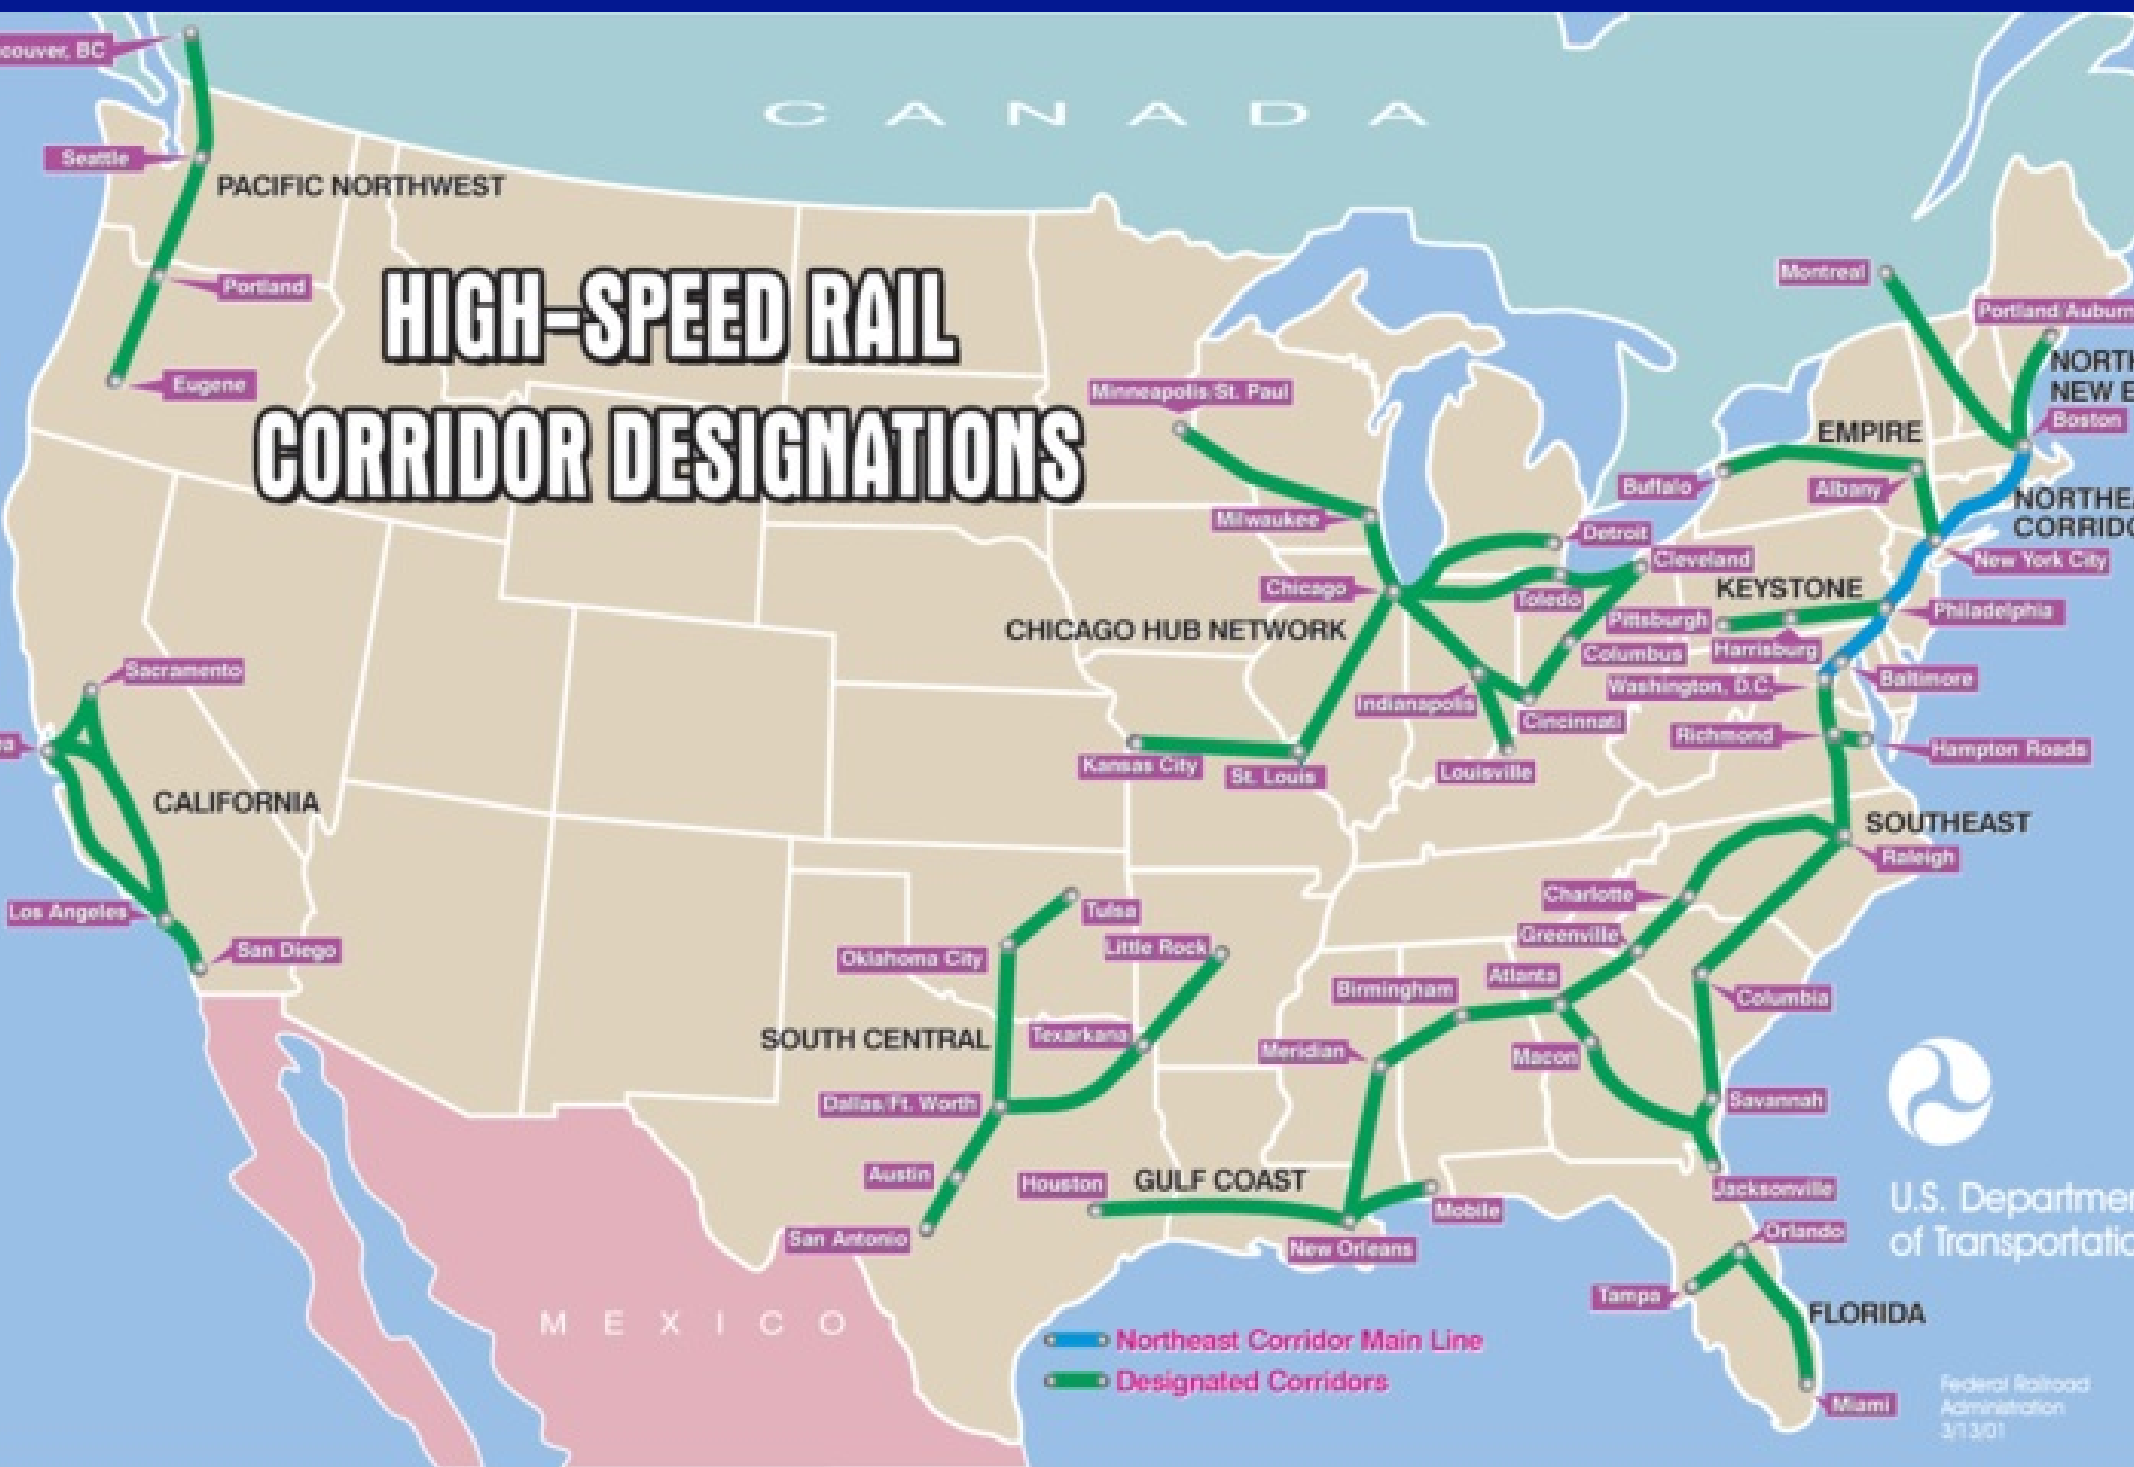 couver, BC
CANADA
Seattle
PACIFIC NORTHWEST
Portland
Eugene
HIGH-SPEED RAIL
CORRIDOR DESIGNATIONS
Montreal
Portland/Auburn
NORTH
NEW E
Boston
Minneapolis/St. Paul
EMPIRE
Buffalo
Albany
NORTHEA
CORRIDO
Milwaukee
Detroit
Cleveland
New York City
Chicago
Toledo
KEYSTONE
Pittsburgh
Philadelphia
CHICAGO HUB NETWORK
Columbus
Harrisburg
Sacramento
Washington, D.C.
Baltimore
Indianapolis
Cincinnati
Richmond
Hampton Roads
Kansas City
St. Louis
Louisville
CALIFORNIA
SOUTHEAST
Raleigh
Charlotte
Los Angeles
Tulsa
Greenville
San Diego
Oklahoma City
Little Rock
Birmingham
Atlanta
Columbia
SOUTH CENTRAL
Texarkana
Meridian
Macon
Dallas/Ft. Worth
Savannah
Austin
Houston
GULF COAST
Jacksonville
Mobile
San Antonio
New Orleans
Orlando
U.S. Departmen
of Transportatio
Tampa
FLORIDA
MEXICO
Northeast Corridor Main Line
Designated Corridors
Miami
Federal Railroad
Administration
3/13/01